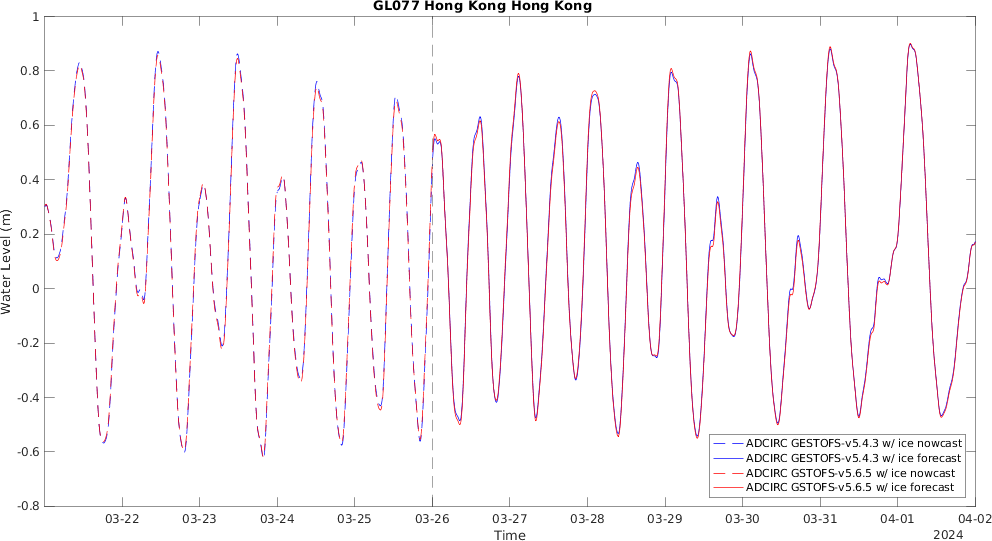 GL077 Hong Kong Hong Kong
1
0.8
0.6
0.4
0.2
0
-0.2
-0.4
-0.6
-0.8
Water Level (m)
ADCIRC GESTOFS-v5.4.3 w/ ice nowcast
ADCIRC GESTOFS-v5.4.3 w/ ice forecast
ADCIRC GSTOFS-v5.6.5 w/ ice nowcast
ADCIRC GSTOFS-v5.6.5 w/ ice forecast
03-22 03-23 03-24 03-25 03-26 03-27 03-28 03-29 03-30 03-31 04-01 04-02
Time
2024